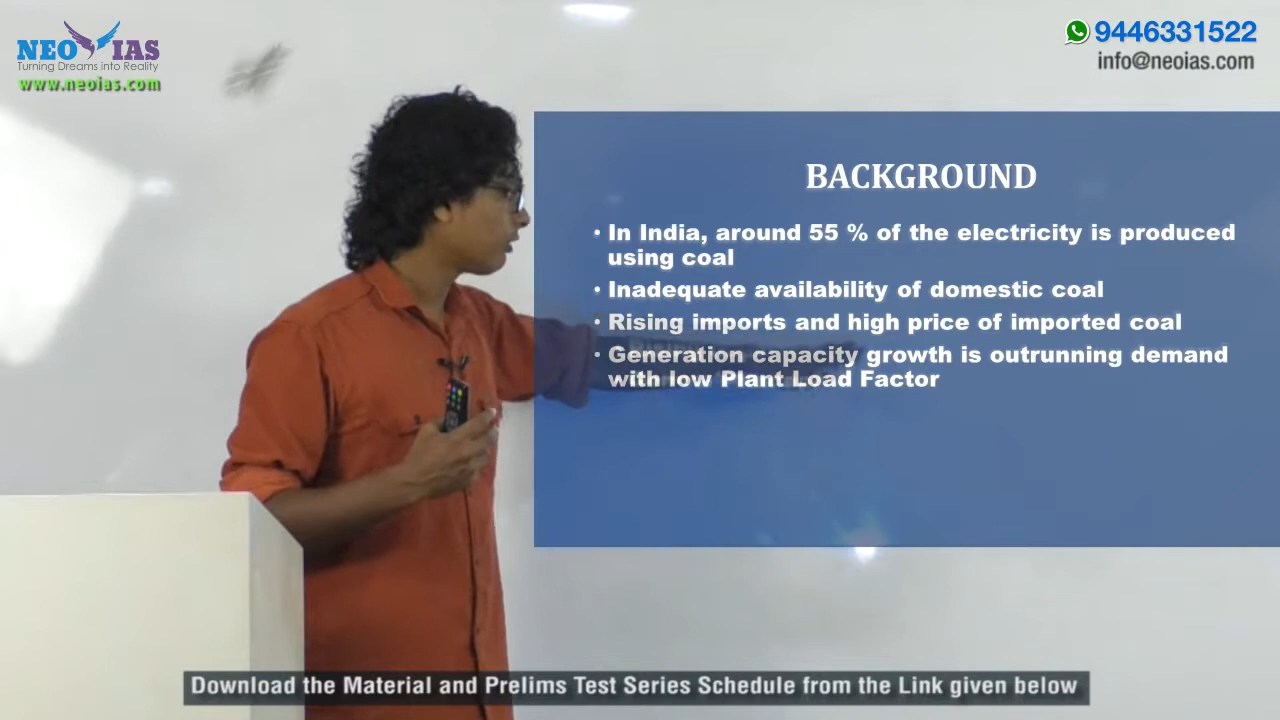 NEO IAS
Turning Dreams into Reality
www.neoias.com
9446331522
info@neoias.com
BACKGROUND
• In India, around 55 % of the electricity is produced
using coal
• Inadequate availability of domestic coal
• Rising imports and high price of imported coal
• Generation capacity growth is outrunning demand
with low Plant Load Factor
Download the Material and Prelims Test Series Schedule from the Link given below